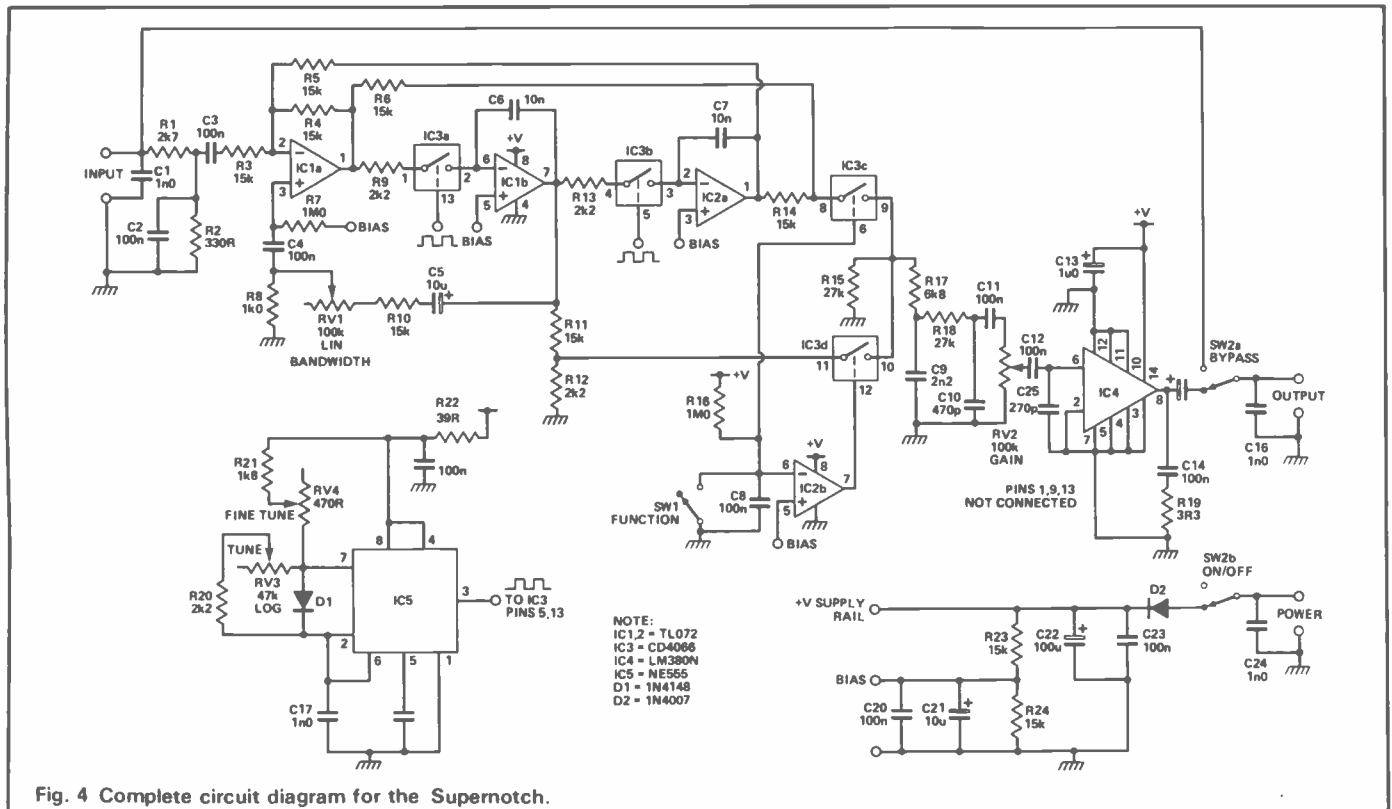 R5
15k
R6
15k
R4
15k
C6
10n
C7
10n
R1
2k7
C3
100n
R3
15k
INPUT
C1
1n0
C2
100n
R2
330R
2
3
1
IC1a
R7
1M0
BIAS
C4
100n
R8
1k0
RV1
100k
LIN
BANDWIDTH
R10
15k
C5
10u
+
R9
2k2
IC3a
1
2
13
BIAS
+V
6
8
5
4
7
IC1b
R13
2k2
IC3b
4
3
5
2
3
1
IC2a
BIAS
R14
15k
IC3c
8
9
6
R11
15k
R12
2k2
R15
27k
IC3d
11
10
12
R17
6k8
R18
27k
C9
2n2
C10
470p
C11
100n
C12
100n
C25
270p
RV2
100k
GAIN
+V
C13
1u0
+
12
11
10
14
6
2
7
5
4
3
8
IC4
PINS 1,9,13
NOT CONNECTED
+
SW2a
BYPASS
OUTPUT
C16
1n0
C14
100n
R19
3R3
+V
R16
1M0
SW1
FUNCTION
C8
100n
+V
6
8
5
7
IC2b
BIAS
R22
39R
100n
R21
1k8
RV4
470R
FINE TUNE
TUNE
RV3
47k
LOG
R20
2k2
D1
8
4
7
IC5
3
TO IC3
PINS 5,13
2
6
5
1
C17
1n0
NOTE:
IC1,2 = TL072
IC3 = CD4066
IC4 = LM380N
IC5 = NE555
D1 = 1N4148
D2 = 1N4007
+V SUPPLY
RAIL
R23
15k
C22
100u
+
C23
100n
D2
SW2b
ON/OFF
POWER
C24
1n0
BIAS
C20
100n
C21
10u
+
R24
15k
Fig. 4 Complete circuit diagram for the Supernotch.